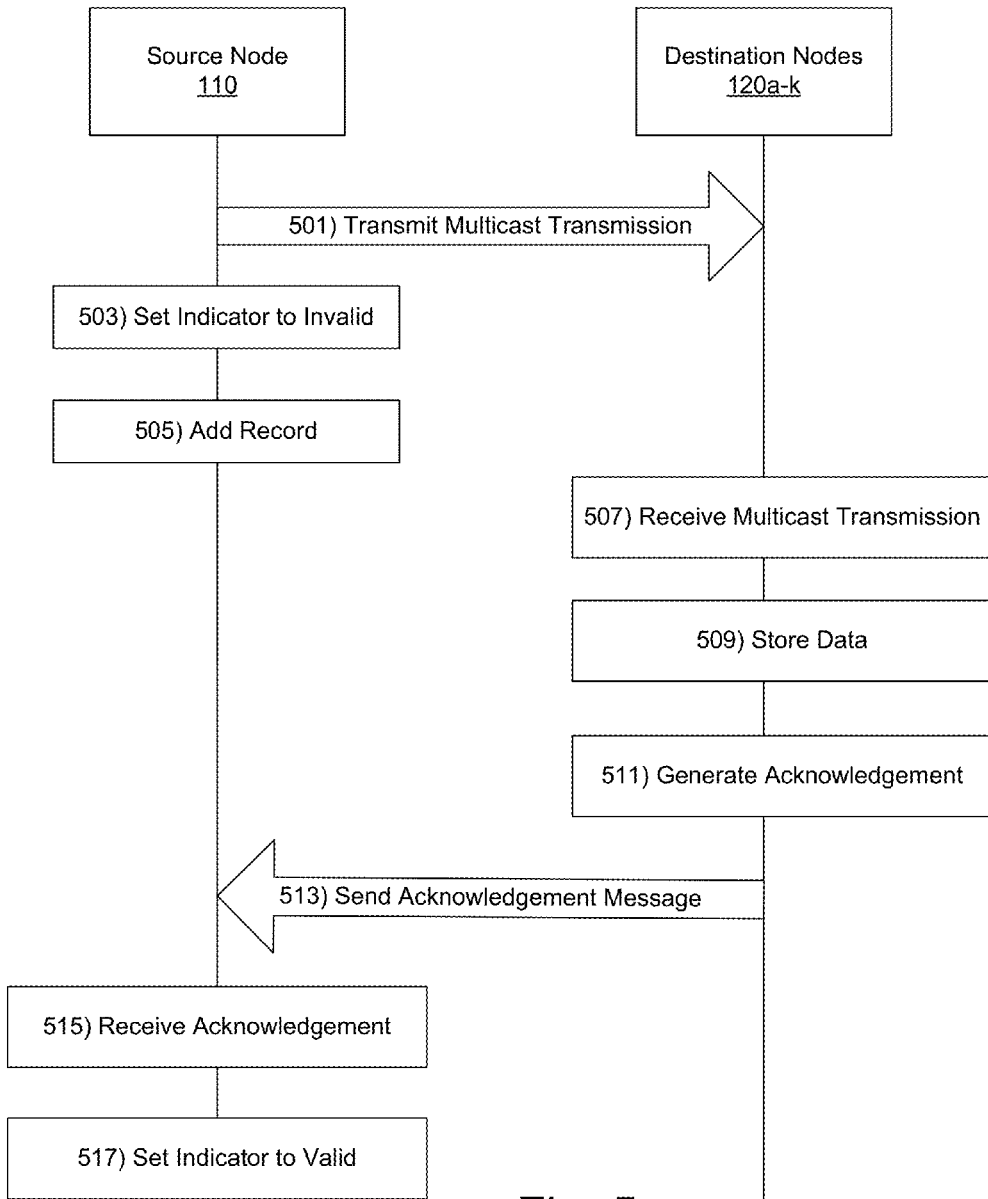 Source Node
110
Destination Nodes
120a-k
501) Transmit Multicast Transmission
503) Set Indicator to Invalid
505) Add Record
507) Receive Multicast Transmission
509) Store Data
511) Generate Acknowledgement
513) Send Acknowledgement Message
515) Receive Acknowledgement
517) Set Indicator to Valid